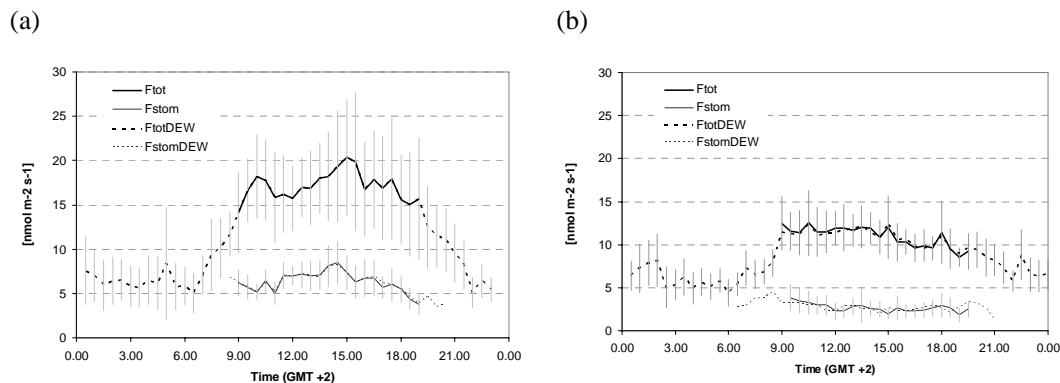 (a)
30
25
20
15
10
5
0
[nmol m-2 s-1]
Ftot
Fstom
FtotDEW
FstomDEW
0.00 3.00 6.00 9.00 12.00 15.00 18.00 21.00 0.00
Time (GMT +2)
(b)
30
25
20
15
10
5
0
[nmol m-2 s-1]
Ftot
Fstom
FtotDEW
FstomDEW
0.00 3.00 6.00 9.00 12.00 15.00 18.00 21.00 0.00
Time (GMT +2)